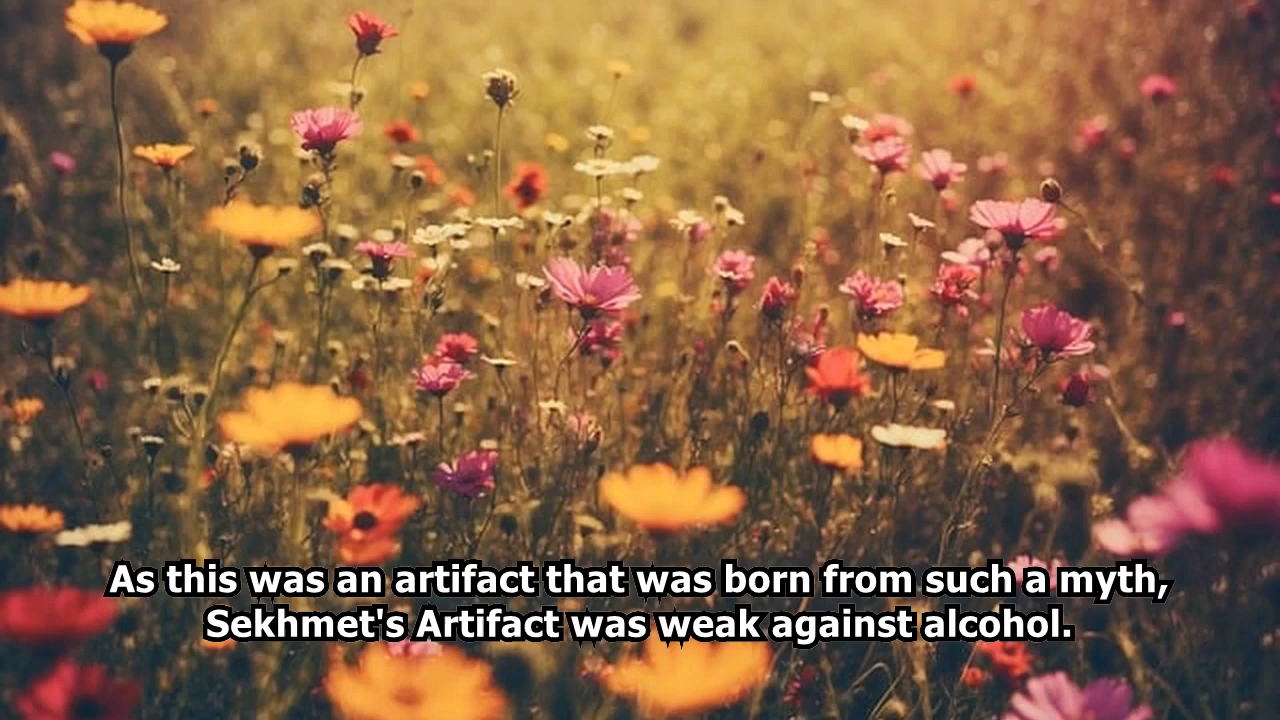 As this was an artifact that was born from such a myth,
Sekhmet's Artifact was weak against alcohol.